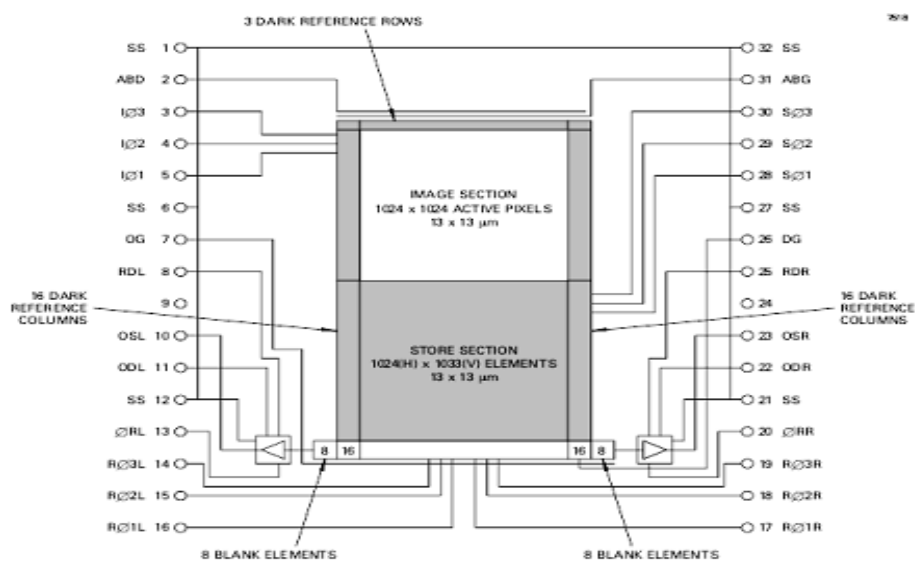 3 DARK REFERENCE ROWS
7618
SS 1
32 SS
ABD 2
31 ABG
IØ3 3
30 SØ3
IØ2 4
29 SØ2
IØ1 5
28 SØ1
SS 6
27 SS
OG 7
26 DG
RDL 8
25 RDR
9
24
OSL 10
23 OSR
ODL 11
22 ODR
SS 12
21 SS
ØRL 13
20 ØRR
RØ3L 14
19 RØ3R
RØ2L 15
18 RØ2R
RØ1L 16
17 RØ1R
IMAGE SECTION
1024 x 1024 ACTIVE PIXELS
13 x 13 µm
16 DARK
REFERENCE
COLUMNS
16 DARK
REFERENCE
COLUMNS
STORE SECTION
1024(H) x 1033(V) ELEMENTS
13 x 13 µm
8 16
16 8
8 BLANK ELEMENTS
8 BLANK ELEMENTS